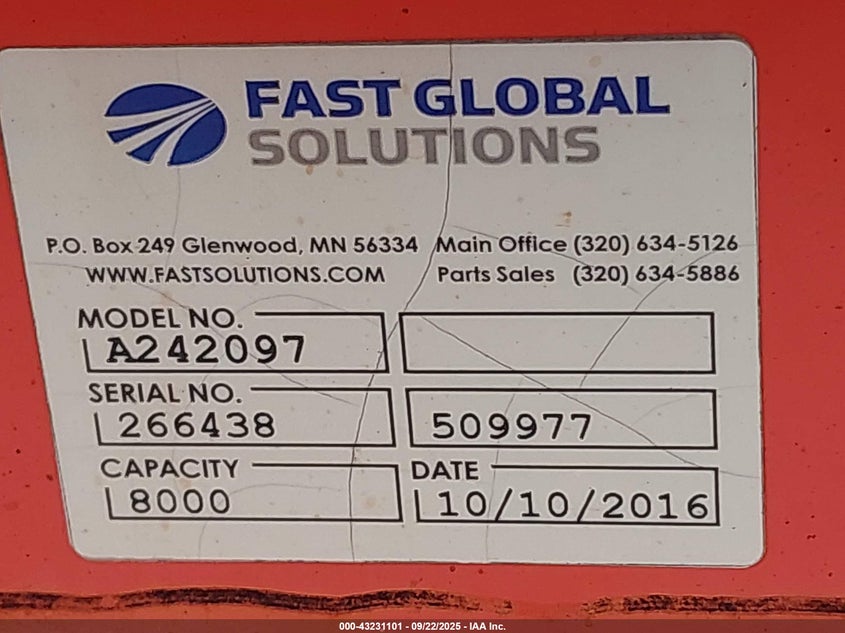 FAST GLOBAL
SOLUTIONS
P.O. Box 249 Glenwood, MN 56334 Main Office (320) 634-5126
WWW.FASTSOLUTIONS.COM Parts Sales (320) 634-5886
MODEL NO.
A242097
SERIAL NO.
266438 509977
CAPACITY DATE
8000 10/10/2016
000-43231101 - 09/22/2025 - IAA Inc.